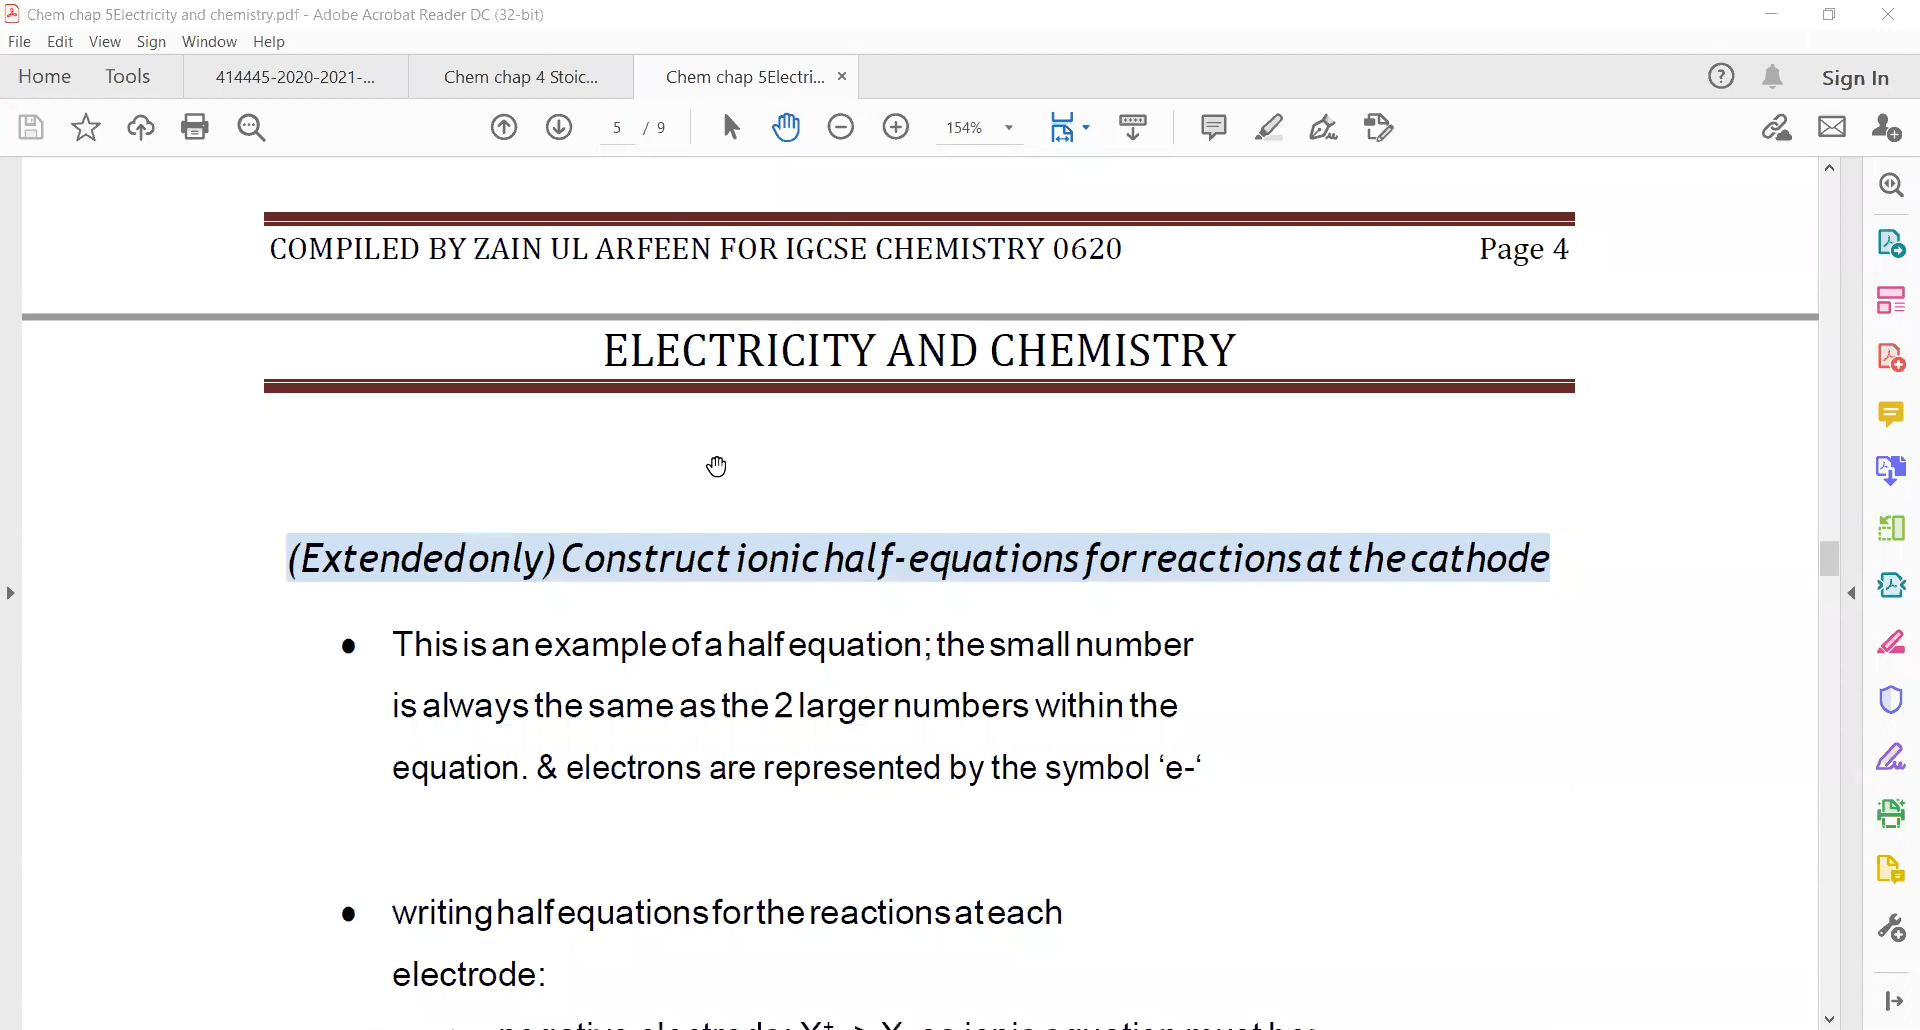 Chem chap 5Electricity and chemistry.pdf - Adobe Acrobat Reader DC (32-bit)
File Edit View Sign Window Help
Home Tools 414445-2020-2021-... Chem chap 4 Stoic... Chem chap 5Electri... Sign In
5 / 9 154%
COMPILED BY ZAIN UL ARFEEN FOR IGCSE CHEMISTRY 0620 Page 4
ELECTRICITY AND CHEMISTRY
(Extended only) Construct ionic half-equations for reactions at the cathode
• This is an example of a half equation; the small number
is always the same as the 2 larger numbers within the
equation. & electrons are represented by the symbol ‘e-‘
• writing half equations for the reactions at each
electrode: